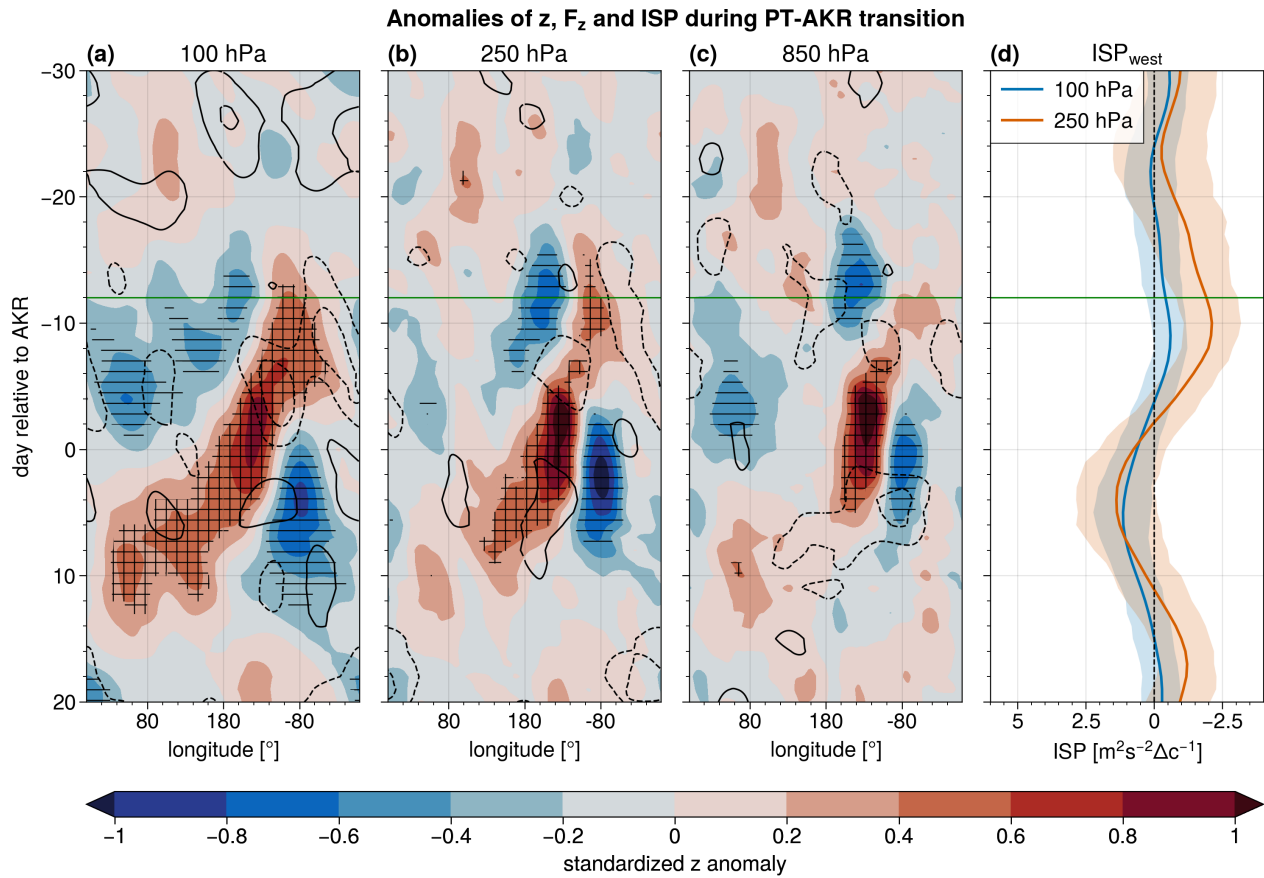 Anomalies of z, F_z and ISP during PT-AKR transition
(a) 100 hPa
(b) 250 hPa
(c) 850 hPa
(d) ISP_west
day relative to AKR
−30
−20
−10
0
10
20
100 hPa
250 hPa
80 180 -80
80 180 -80
80 180 -80
5 2.5 0 −2.5
longitude [°]
longitude [°]
longitude [°]
ISP [m²s⁻²Δc⁻¹]
−1 −0.8 −0.6 −0.4 −0.2 0 0.2 0.4 0.6 0.8 1
standardized z anomaly